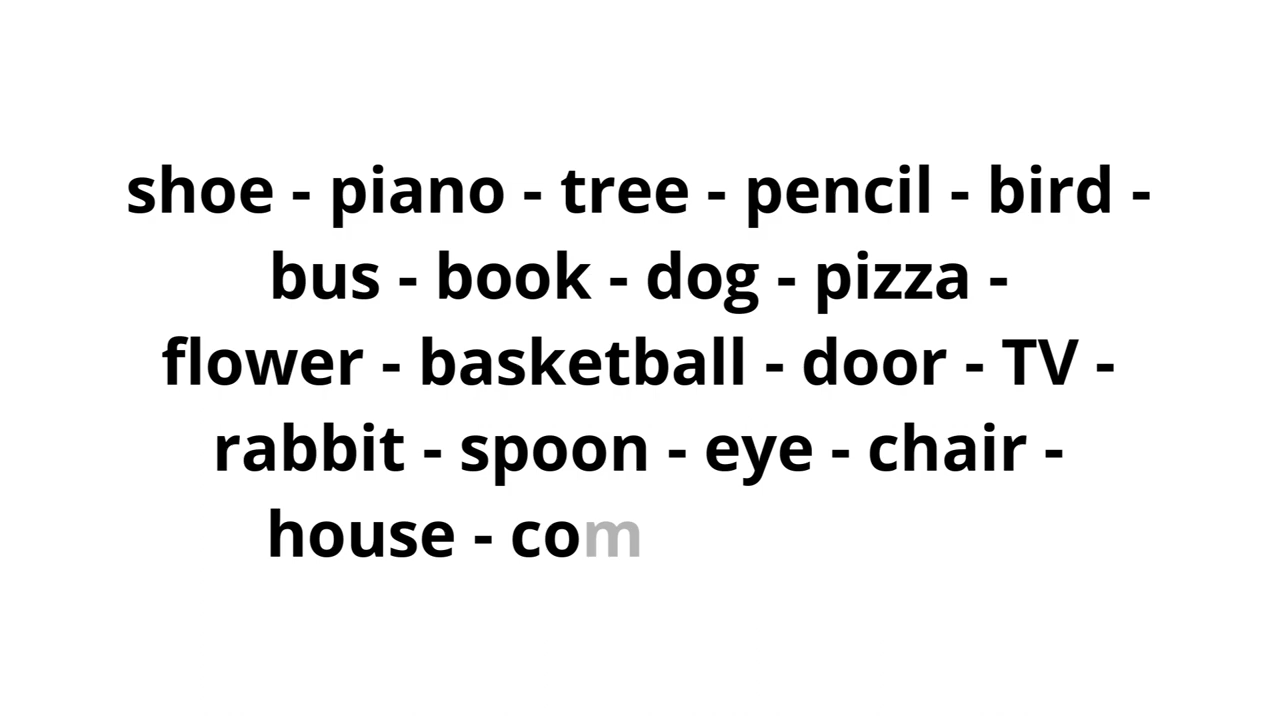 shoe - piano - tree - pencil - bird -
bus - book - dog - pizza -
flower - basketball - door - TV -
rabbit - spoon - eye - chair -
house - com